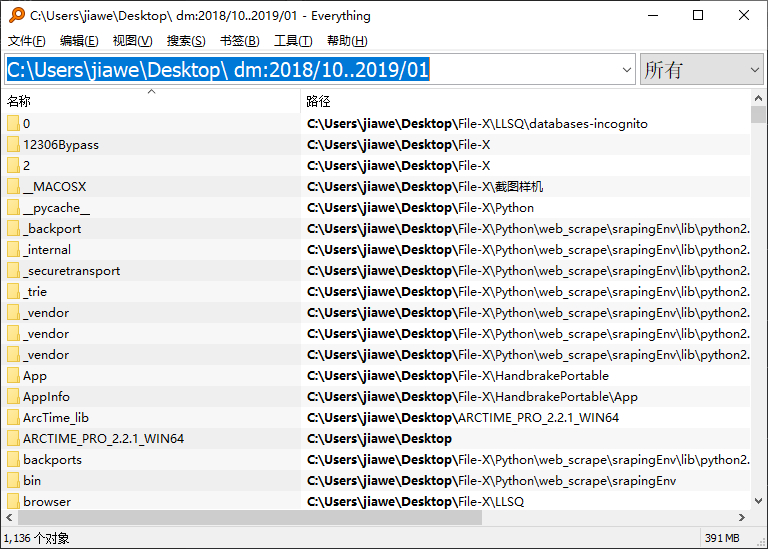 C:\Users\jiawe\Desktop\ dm:2018/10..2019/01 - Everything
文件(F) 编辑(E) 视图(V) 搜索(S) 书签(B) 工具(T) 帮助(H)
C:\Users\jiawe\Desktop\ dm:2018/10..2019/01 所有
名称 路径
0 C:\Users\jiawe\Desktop\File-X\LLSQ\databases-incognito
12306Bypass C:\Users\jiawe\Desktop\File-X
2 C:\Users\jiawe\Desktop\File-X
__MACOSX C:\Users\jiawe\Desktop\File-X\截图样机
__pycache__ C:\Users\jiawe\Desktop\File-X\Python
_backport C:\Users\jiawe\Desktop\File-X\Python\web_scrape\srapingEnv\lib\python2.
_internal C:\Users\jiawe\Desktop\File-X\Python\web_scrape\srapingEnv\lib\python2.
_securetransport C:\Users\jiawe\Desktop\File-X\Python\web_scrape\srapingEnv\lib\python2.
_trie C:\Users\jiawe\Desktop\File-X\Python\web_scrape\srapingEnv\lib\python2.
_vendor C:\Users\jiawe\Desktop\File-X\Python\web_scrape\srapingEnv\lib\python2.
_vendor C:\Users\jiawe\Desktop\File-X\Python\web_scrape\srapingEnv\lib\python2.
_vendor C:\Users\jiawe\Desktop\File-X\Python\web_scrape\srapingEnv\lib\python2.
App C:\Users\jiawe\Desktop\File-X\HandbrakePortable
AppInfo C:\Users\jiawe\Desktop\File-X\HandbrakePortable\App
ArcTime_lib C:\Users\jiawe\Desktop\ARCTIME_PRO_2.2.1_WIN64
ARCTIME_PRO_2.2.1_WIN64 C:\Users\jiawe\Desktop
backports C:\Users\jiawe\Desktop\File-X\Python\web_scrape\srapingEnv\lib\python2.
bin C:\Users\jiawe\Desktop\File-X\Python\web_scrape\srapingEnv
browser C:\Users\jiawe\Desktop\File-X\LLSQ
1,136 个对象 391 MB